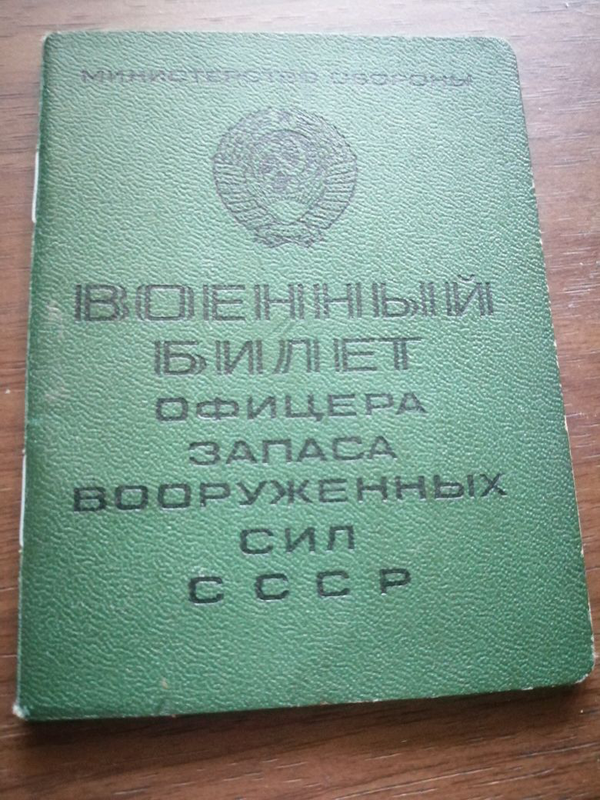 МИНИСТЕРСТВО ОБОРОНЫ
ВОЕННЫЙ
БИЛЕТ
ОФИЦЕРА
ЗАПАСА
ВООРУЖЕННЫХ
СИЛ
СССР